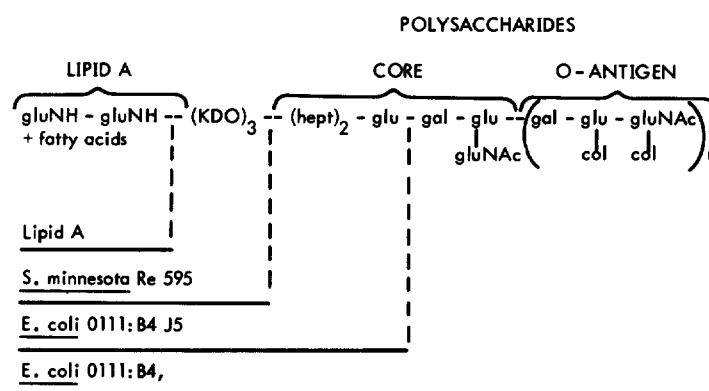 POLYSACCHARIDES
LIPID A CORE O-ANTIGEN
gluNH - gluNH -- (KDO)3 -- (hept)2 - glu - gal - glu -- (gal - glu - gluNAc)
+ fatty acids gluNAc col col
Lipid A
S. minnesota Re 595
E. coli 0111:B4 J5
E. coli 0111:B4,